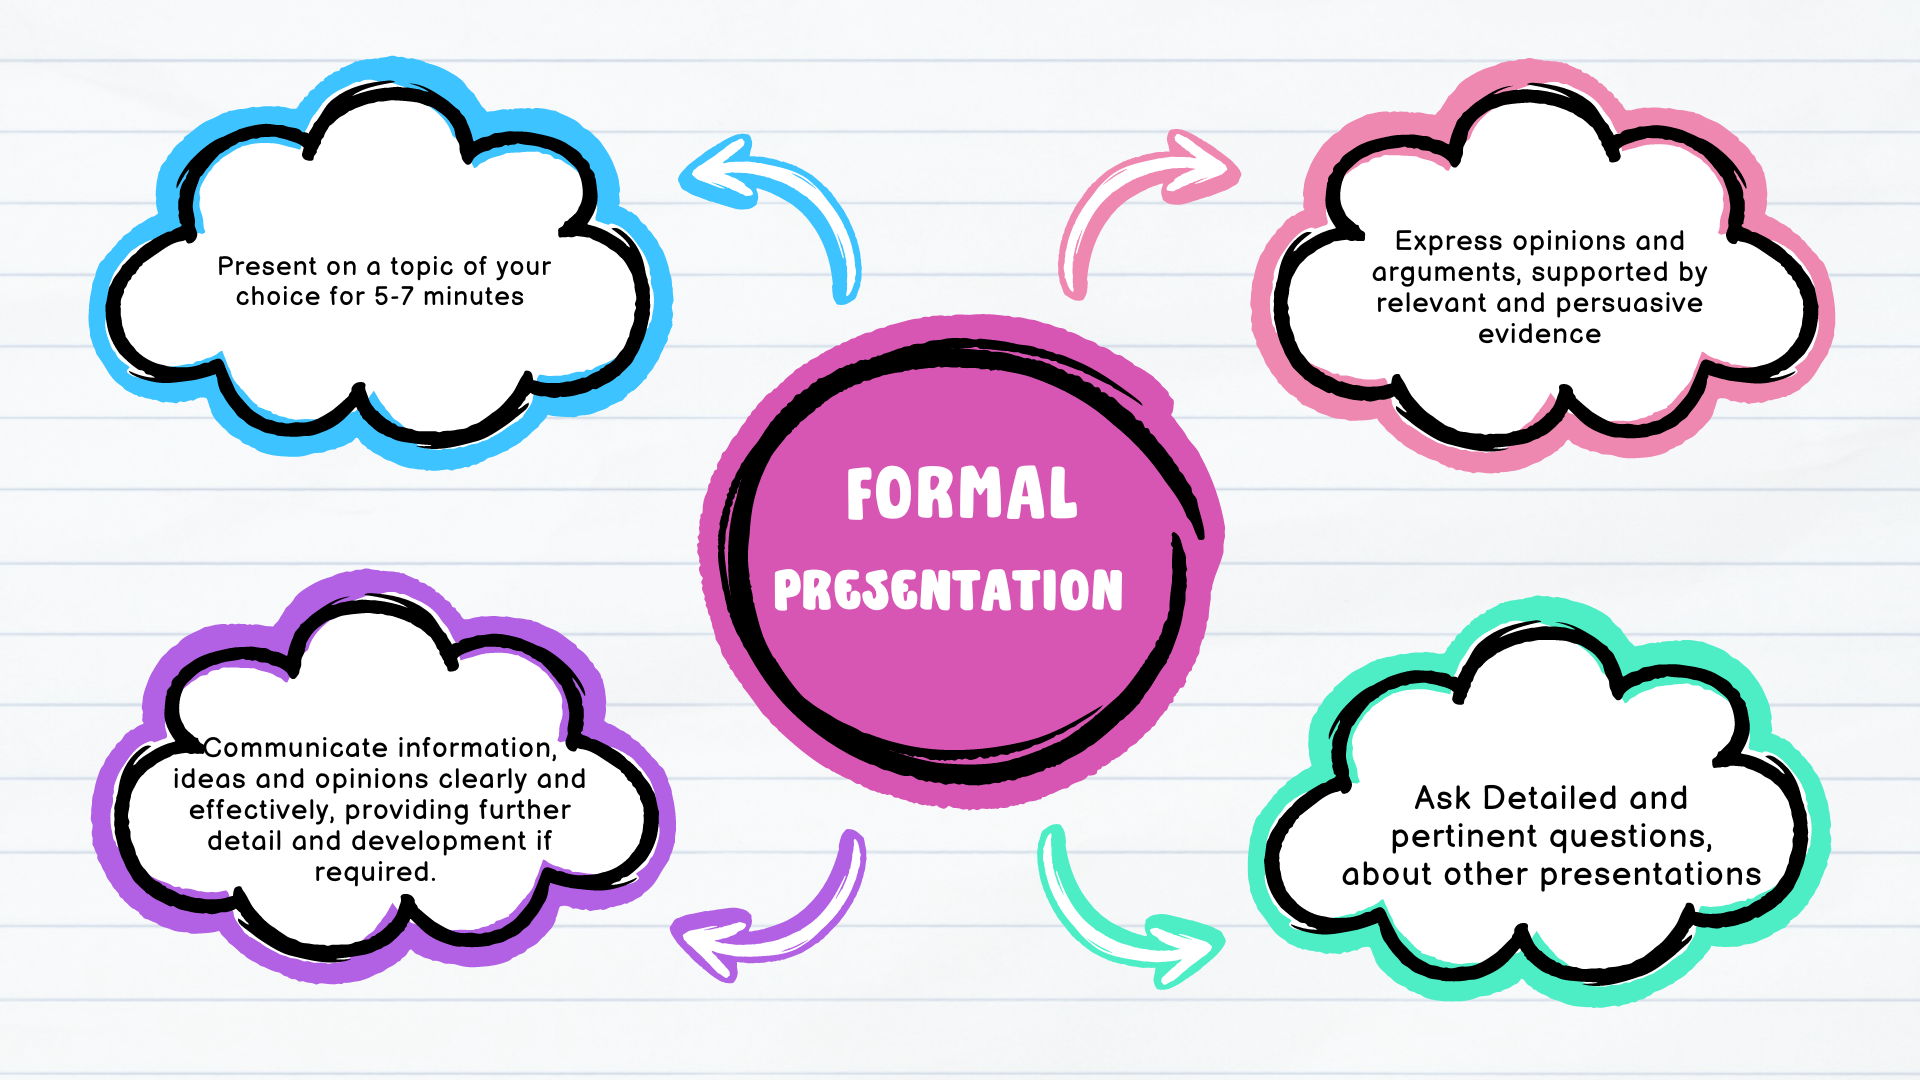 Present on a topic of your
choice for 5-7 minutes
Express opinions and
arguments, supported by
relevant and persuasive
evidence
FORMAL
PRESENTATION
Communicate information,
ideas and opinions clearly and
effectively, providing further
detail and development if
required.
Ask Detailed and
pertinent questions,
about other presentations